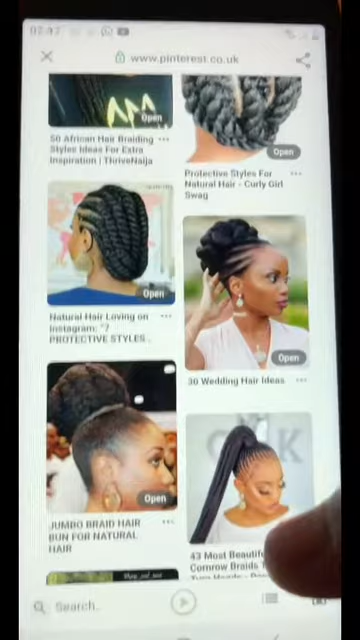 www.pinterest.co.uk
Open
50 African Hair Braiding
Styles Ideas For Extra
Inspiration | ThriveNaija
Open
Protective Styles For
Natural Hair - Curly Girl
Swag
Open
Natural Hair Loving on
Instagram: "?
PROTECTIVE STYLES
Open
30 Wedding Hair Ideas
Open
JUMBO BRAID HAIR
BUN FOR NATURAL
HAIR
43 Most Beautiful
Cornrow Braids
Search..